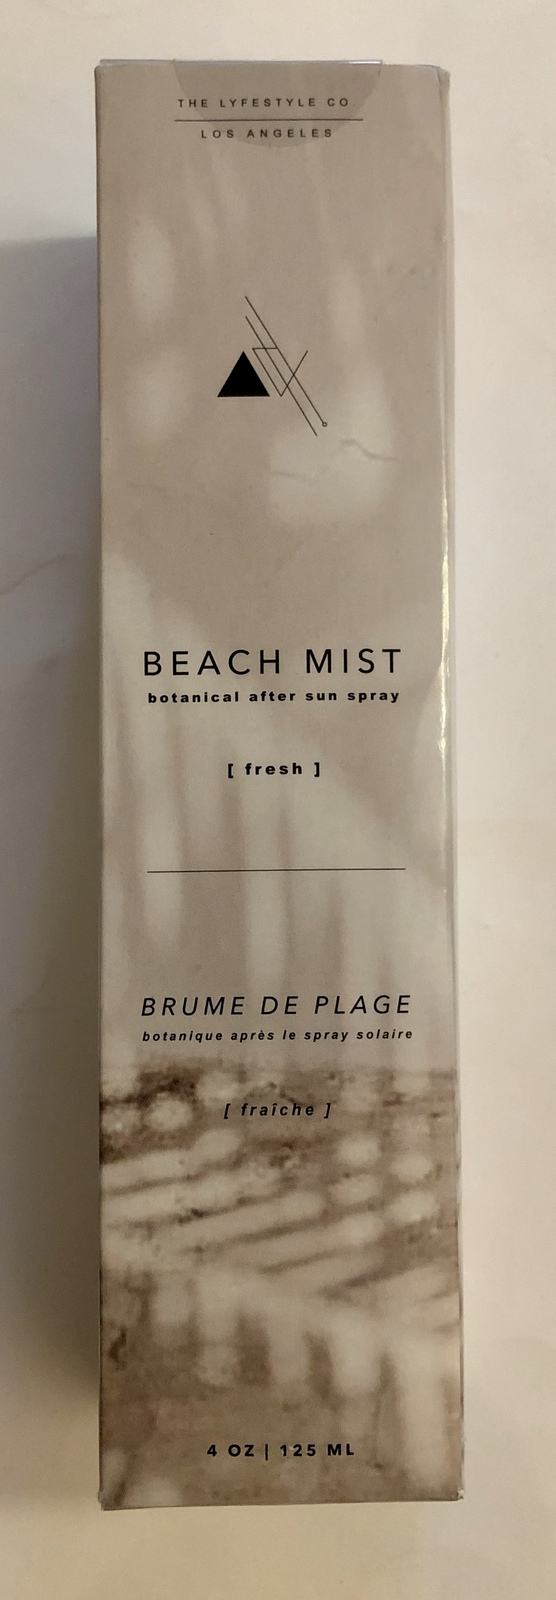 THE LYFESTYLE CO.
LOS ANGELES
BEACH MIST
botanical after sun spray
[ fresh ]
BRUME DE PLAGE
botanique après le spray solaire
[ fraîche ]
4 OZ | 125 ML